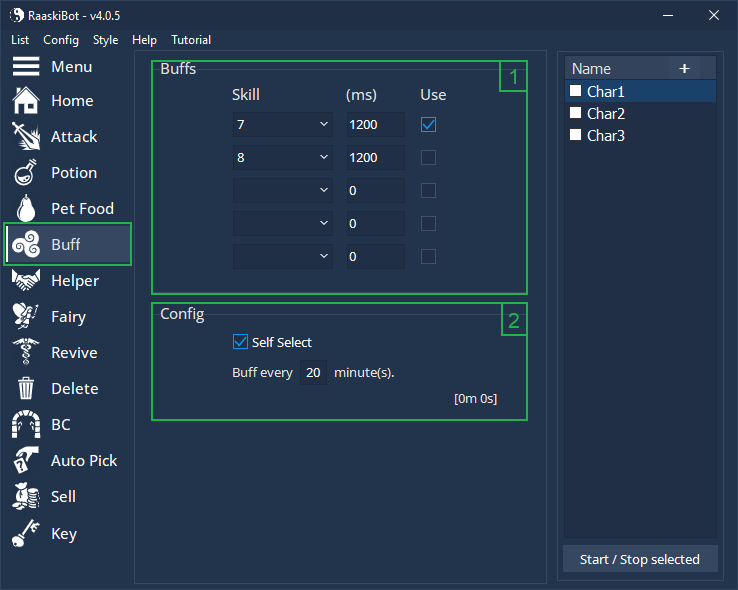 RaaskiBot - v4.0.5
List Config Style Help Tutorial
Menu
Home
Attack
Potion
Pet Food
Buff
Helper
Fairy
Revive
Delete
BC
Auto Pick
Sell
Key
Buffs
1
Skill (ms) Use
7 1200
8 1200
0
0
0
Config
2
Self Select
Buff every 20 minute(s).
[0m 0s]
Name +
Char1
Char2
Char3
Start / Stop selected